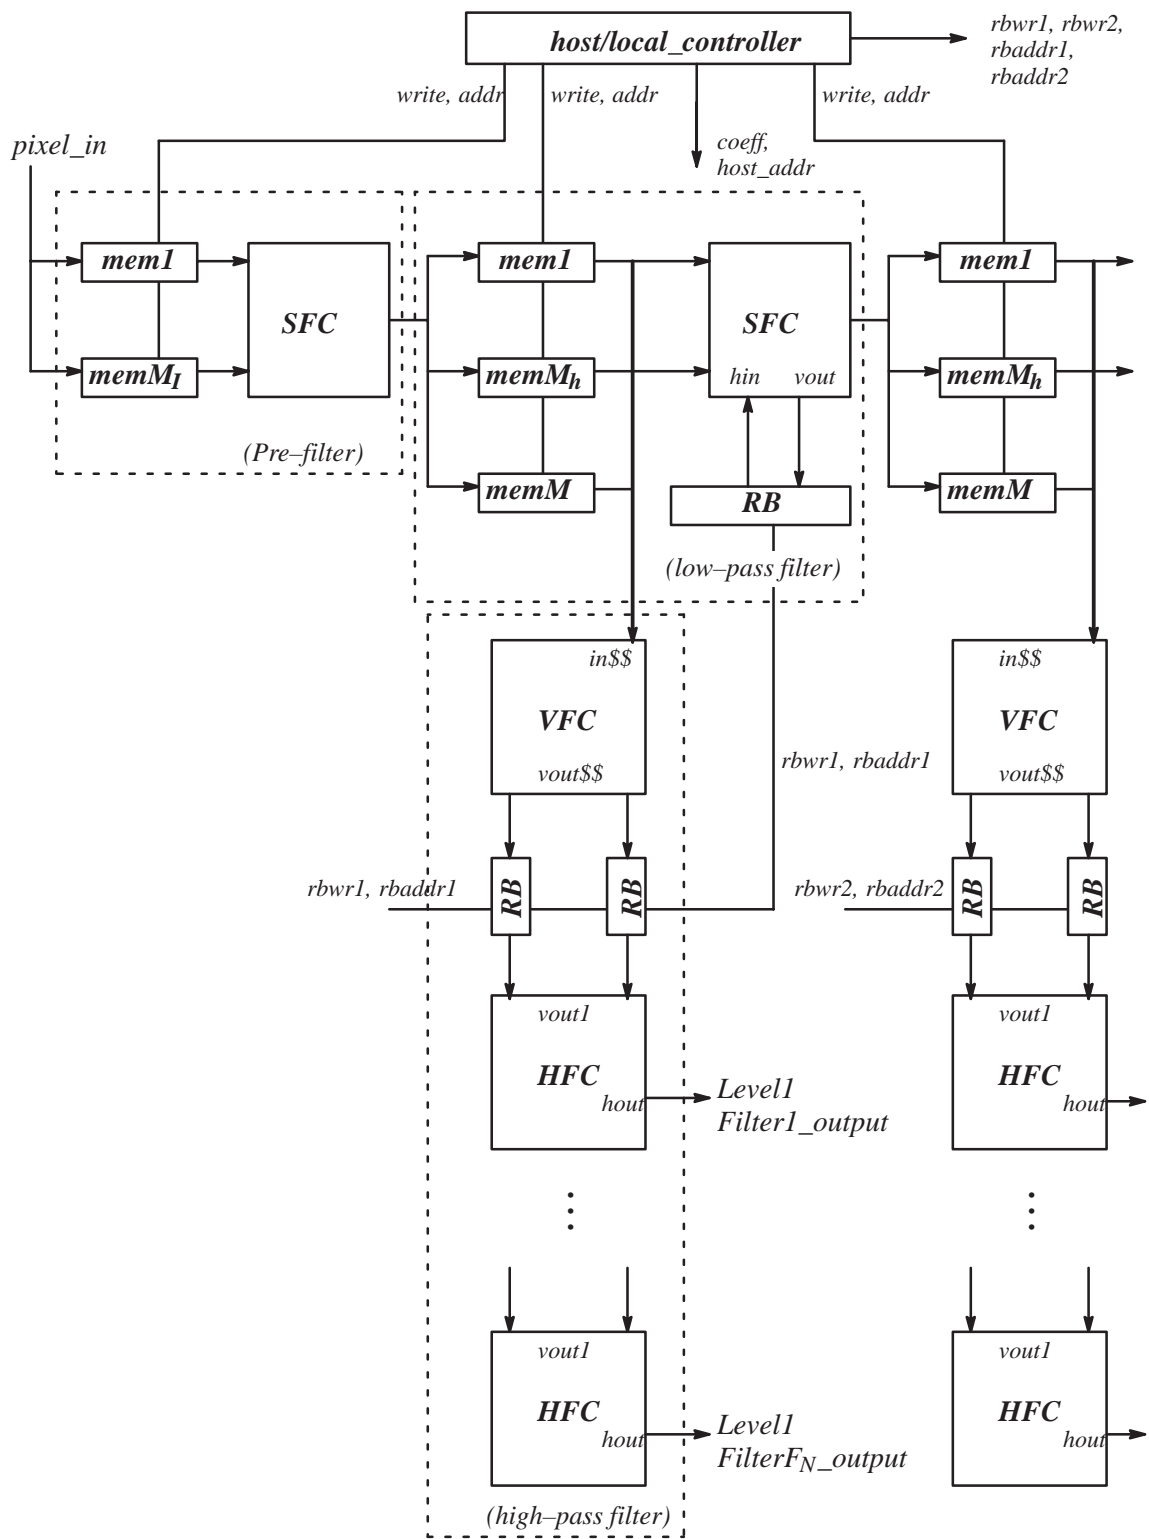 host/local_controller
rbwr1, rbwr2,
rbaddr1,
rbaddr2
write, addr
write, addr
write, addr
pixel_in
coeff,
host_addr
mem1
SFC
mem1
SFC
mem1
memM_I
memM_h
hin
vout
memM_h
(Pre–filter)
memM
RB
memM
(low–pass filter)
in$$
VFC
vout$$
in$$
VFC
vout$$
rbwr1, rbaddr1
rbwr1, rbaddr1
RB
RB
rbwr2, rbaddr2
RB
RB
vout1
HFC
hout
Level1
Filter1_output
vout1
HFC
hout
vout1
HFC
hout
Level1
FilterF_N_output
vout1
HFC
hout
(high–pass filter)